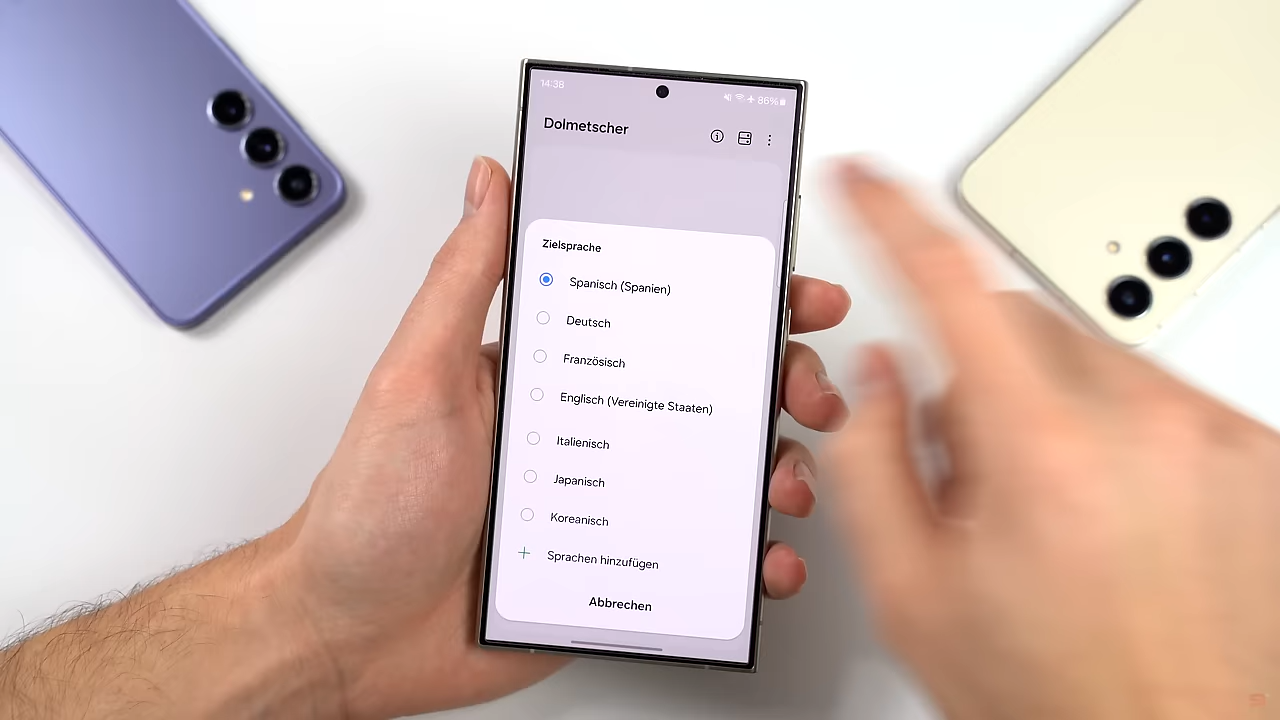 14:38
86%
Dolmetscher
Zielsprache
Spanisch (Spanien)
Deutsch
Französisch
Englisch (Vereinigte Staaten)
Italienisch
Japanisch
Koreanisch
Sprachen hinzufügen
Abbrechen